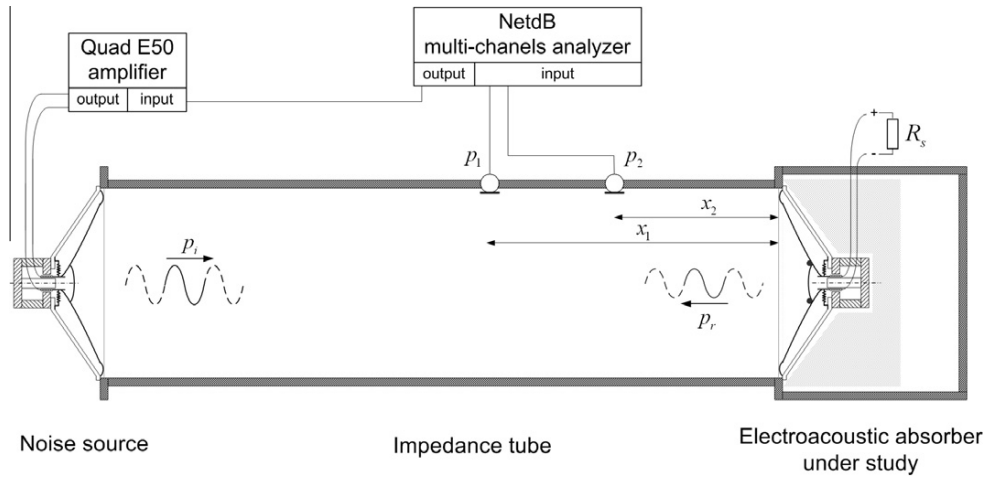 NetdB
multi-chanels analyzer
output input
Quad E50
amplifier
output input
+
-
Rs
p1
p2
x2
x1
pi
pr
Noise source
Impedance tube
Electroacoustic absorber
under study